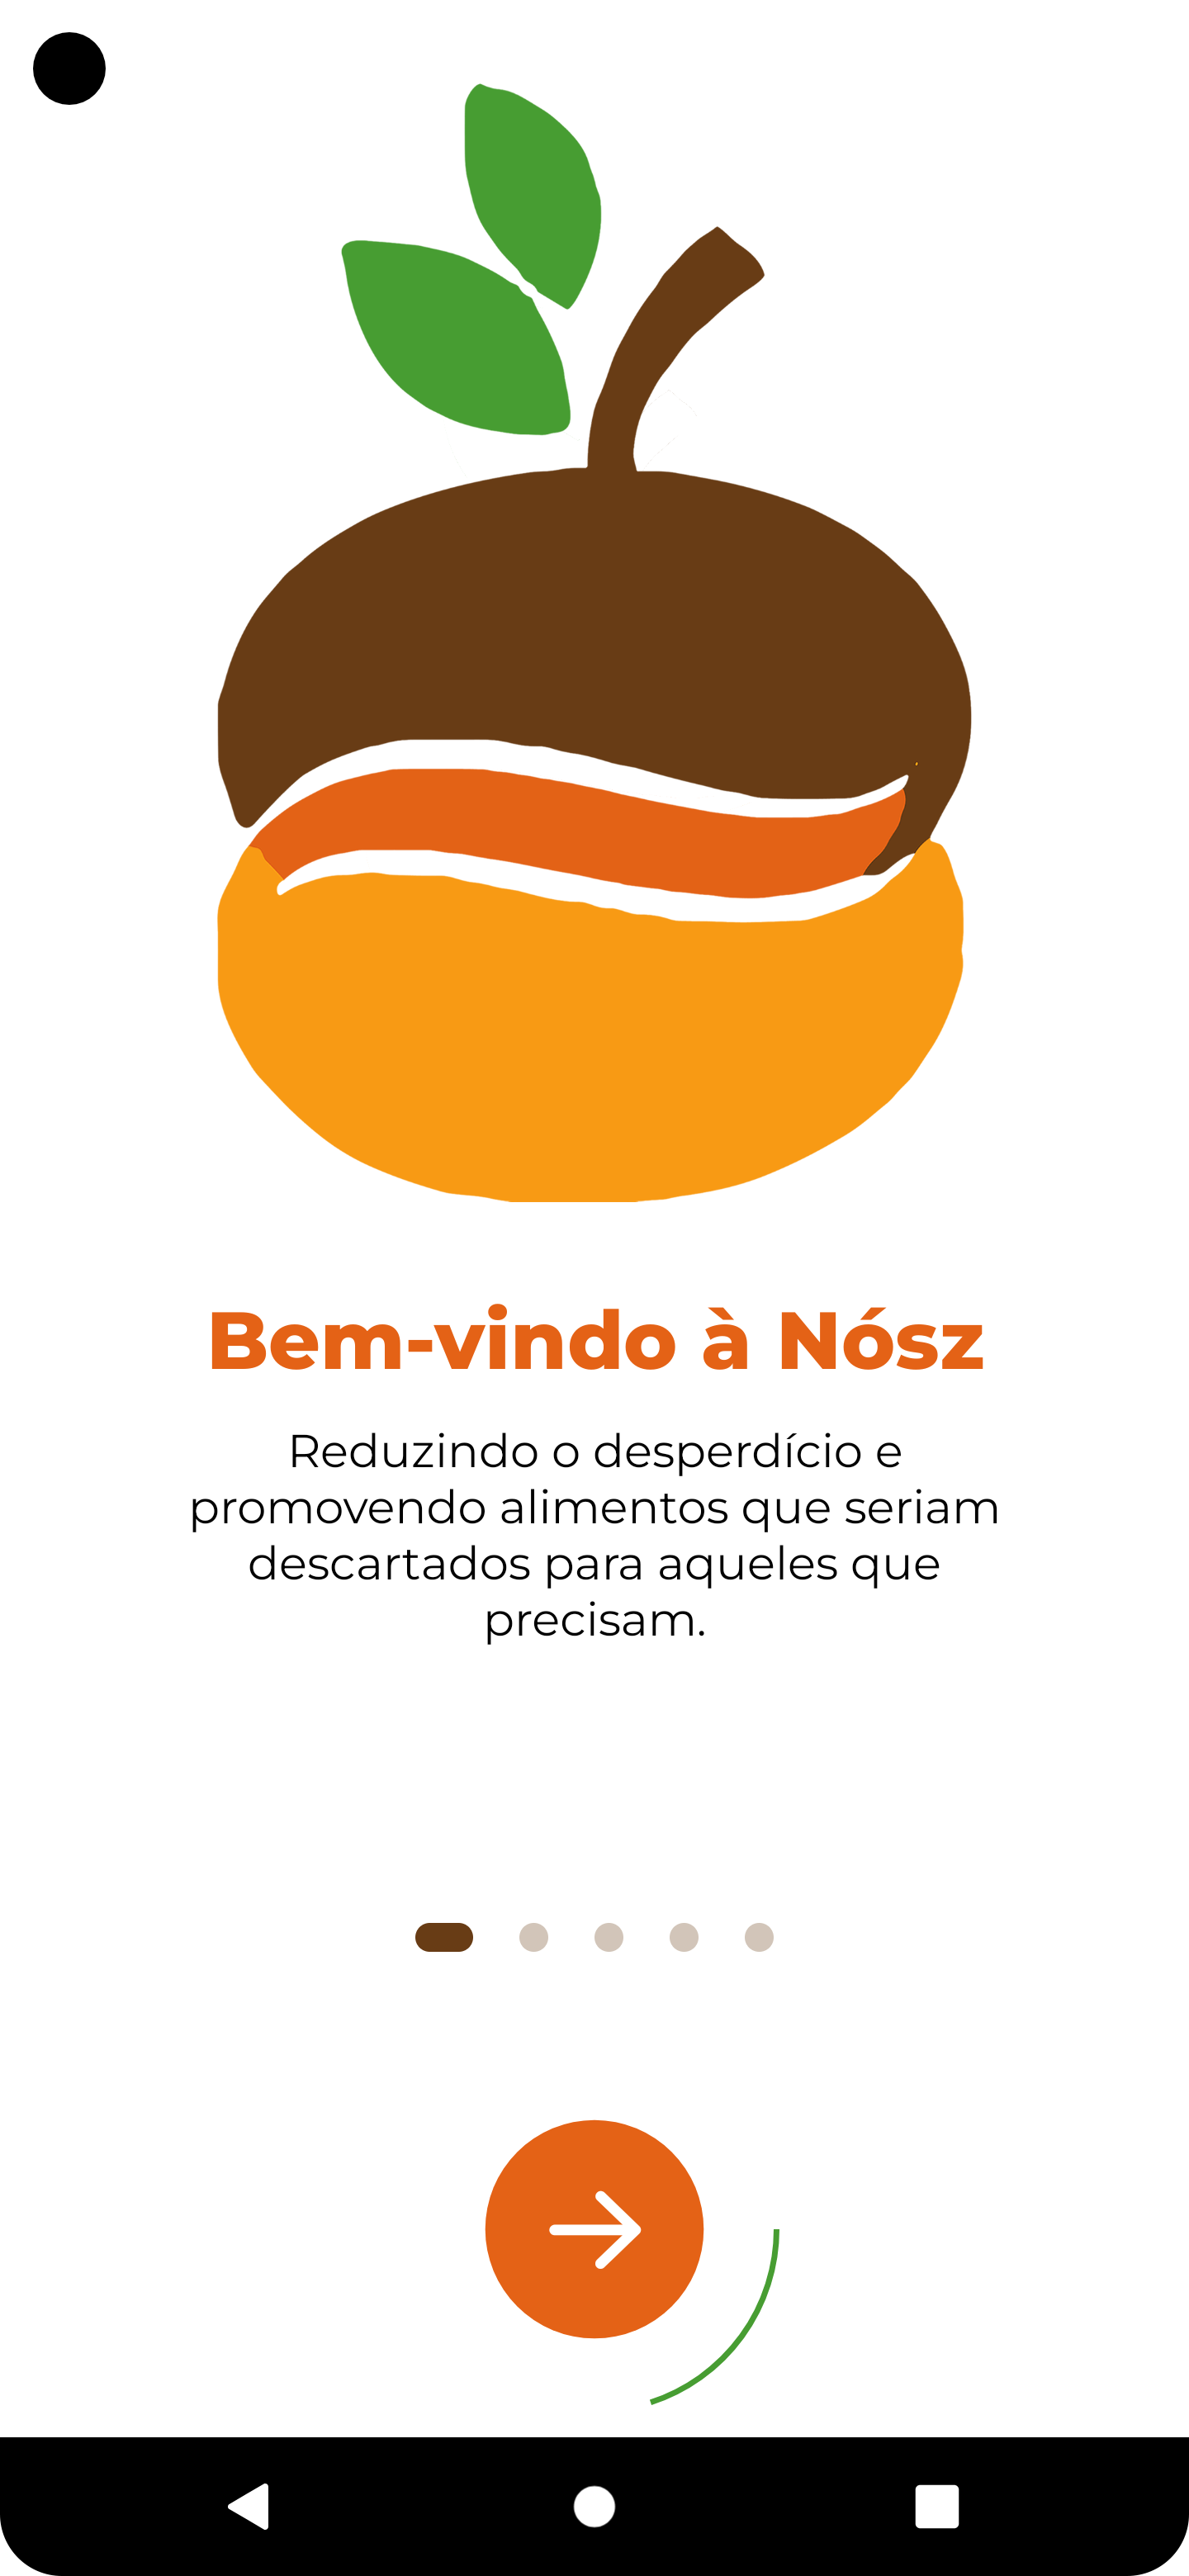 Bem-vindo à Nósz
Reduzindo o desperdício e
promovendo alimentos que seriam
descartados para aqueles que
precisam.